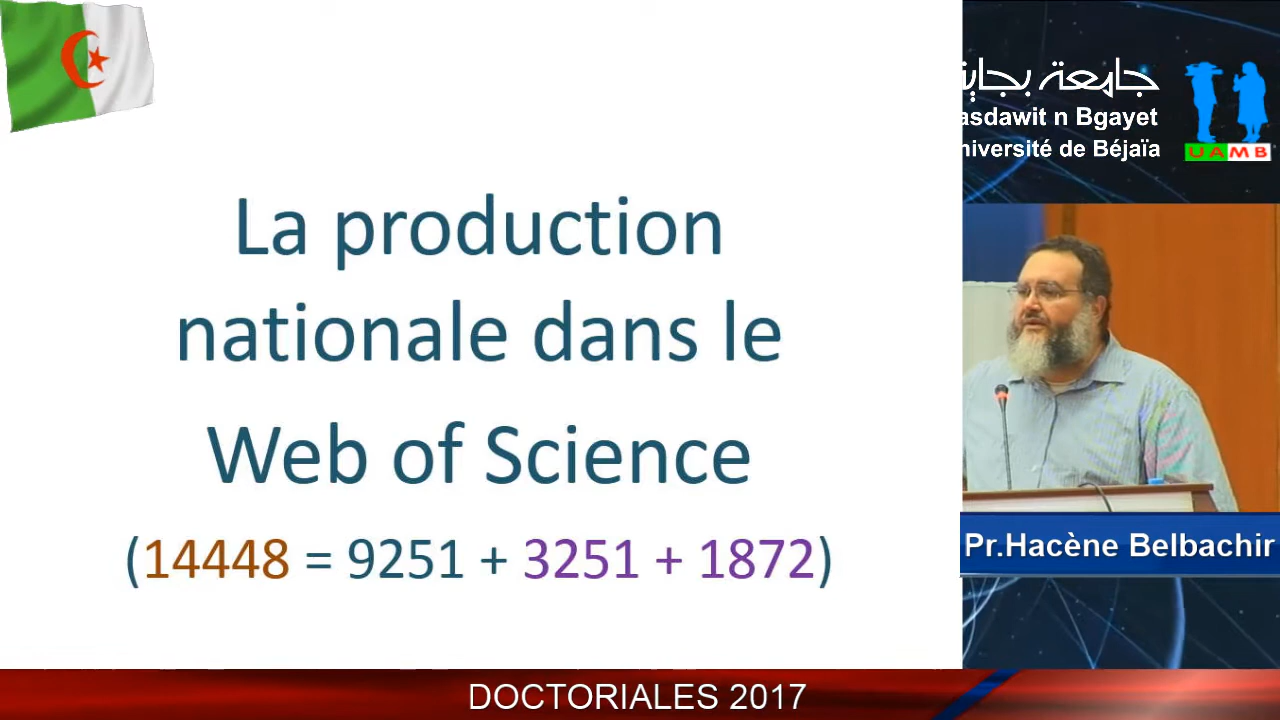 La production
nationale dans le
Web of Science
(14448 = 9251 + 3251 + 1872)
جامعة بجاية
asdawit n Bgayet
niversité de Béjaïa
UAMB
Pr.Hacène Belbachir
DOCTORIALES 2017